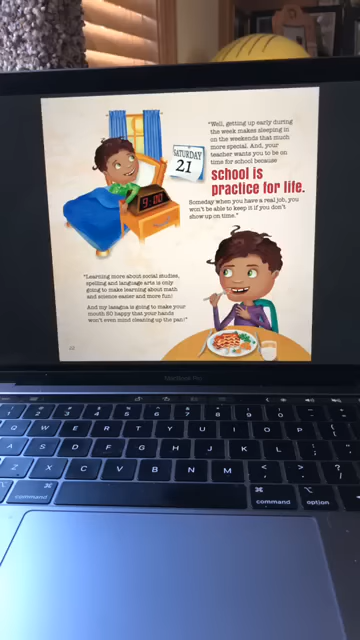 "Well, getting up early during
the week makes sleeping in
on the weekends that much
more special. And, your
teacher wants you to be on
time for school because
school is
practice for life.
Someday when you have a real job, you
won't be able to keep it if you don't
show up on time."
SATURDAY
21
9:00
"Learning more about social studies,
spelling and language arts is only
going to make learning about math
and science easier and more fun!
And my lasagna is going to make your
mouth SO happy that your hands
won't even mind cleaning up the pan!"
MacBook Pro
Q W E R T Y U I O P
A S D F G H J K L
Z X C V B N M
command
command
option